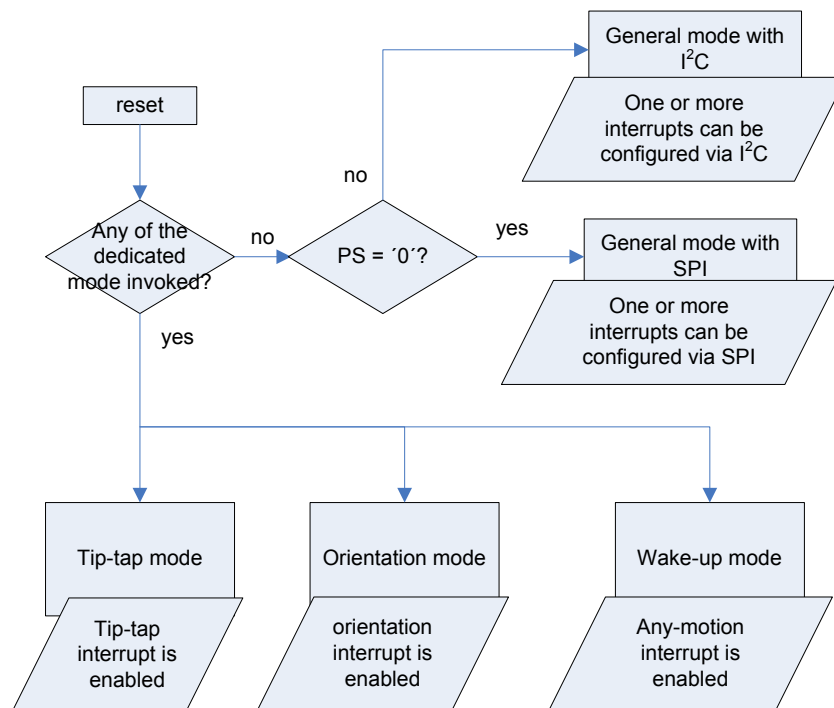 General mode with
I²C
reset
One or more
interrupts can be
configured via I²C
no
Any of the
dedicated
mode invoked?
no
PS = ´0´?
yes
General mode with
SPI
One or more
interrupts can be
configured via SPI
yes
Tip-tap mode
Orientation mode
Wake-up mode
Tip-tap
interrupt is
enabled
orientation
interrupt is
enabled
Any-motion
interrupt is
enabled